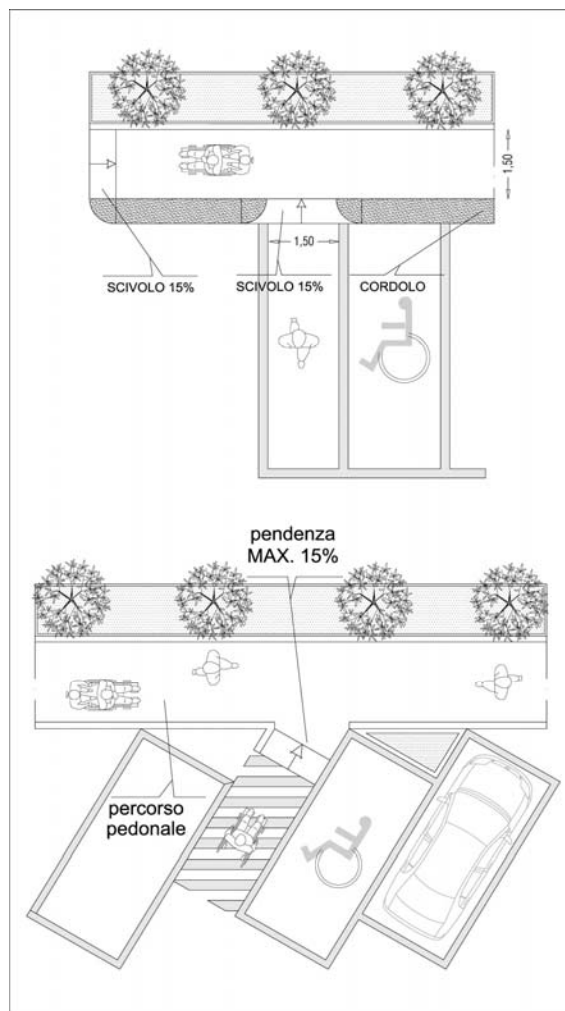 1,50
1,50
SCIVOLO 15%
SCIVOLO 15%
CORDOLO
pendenza
MAX. 15%
percorso
pedonale